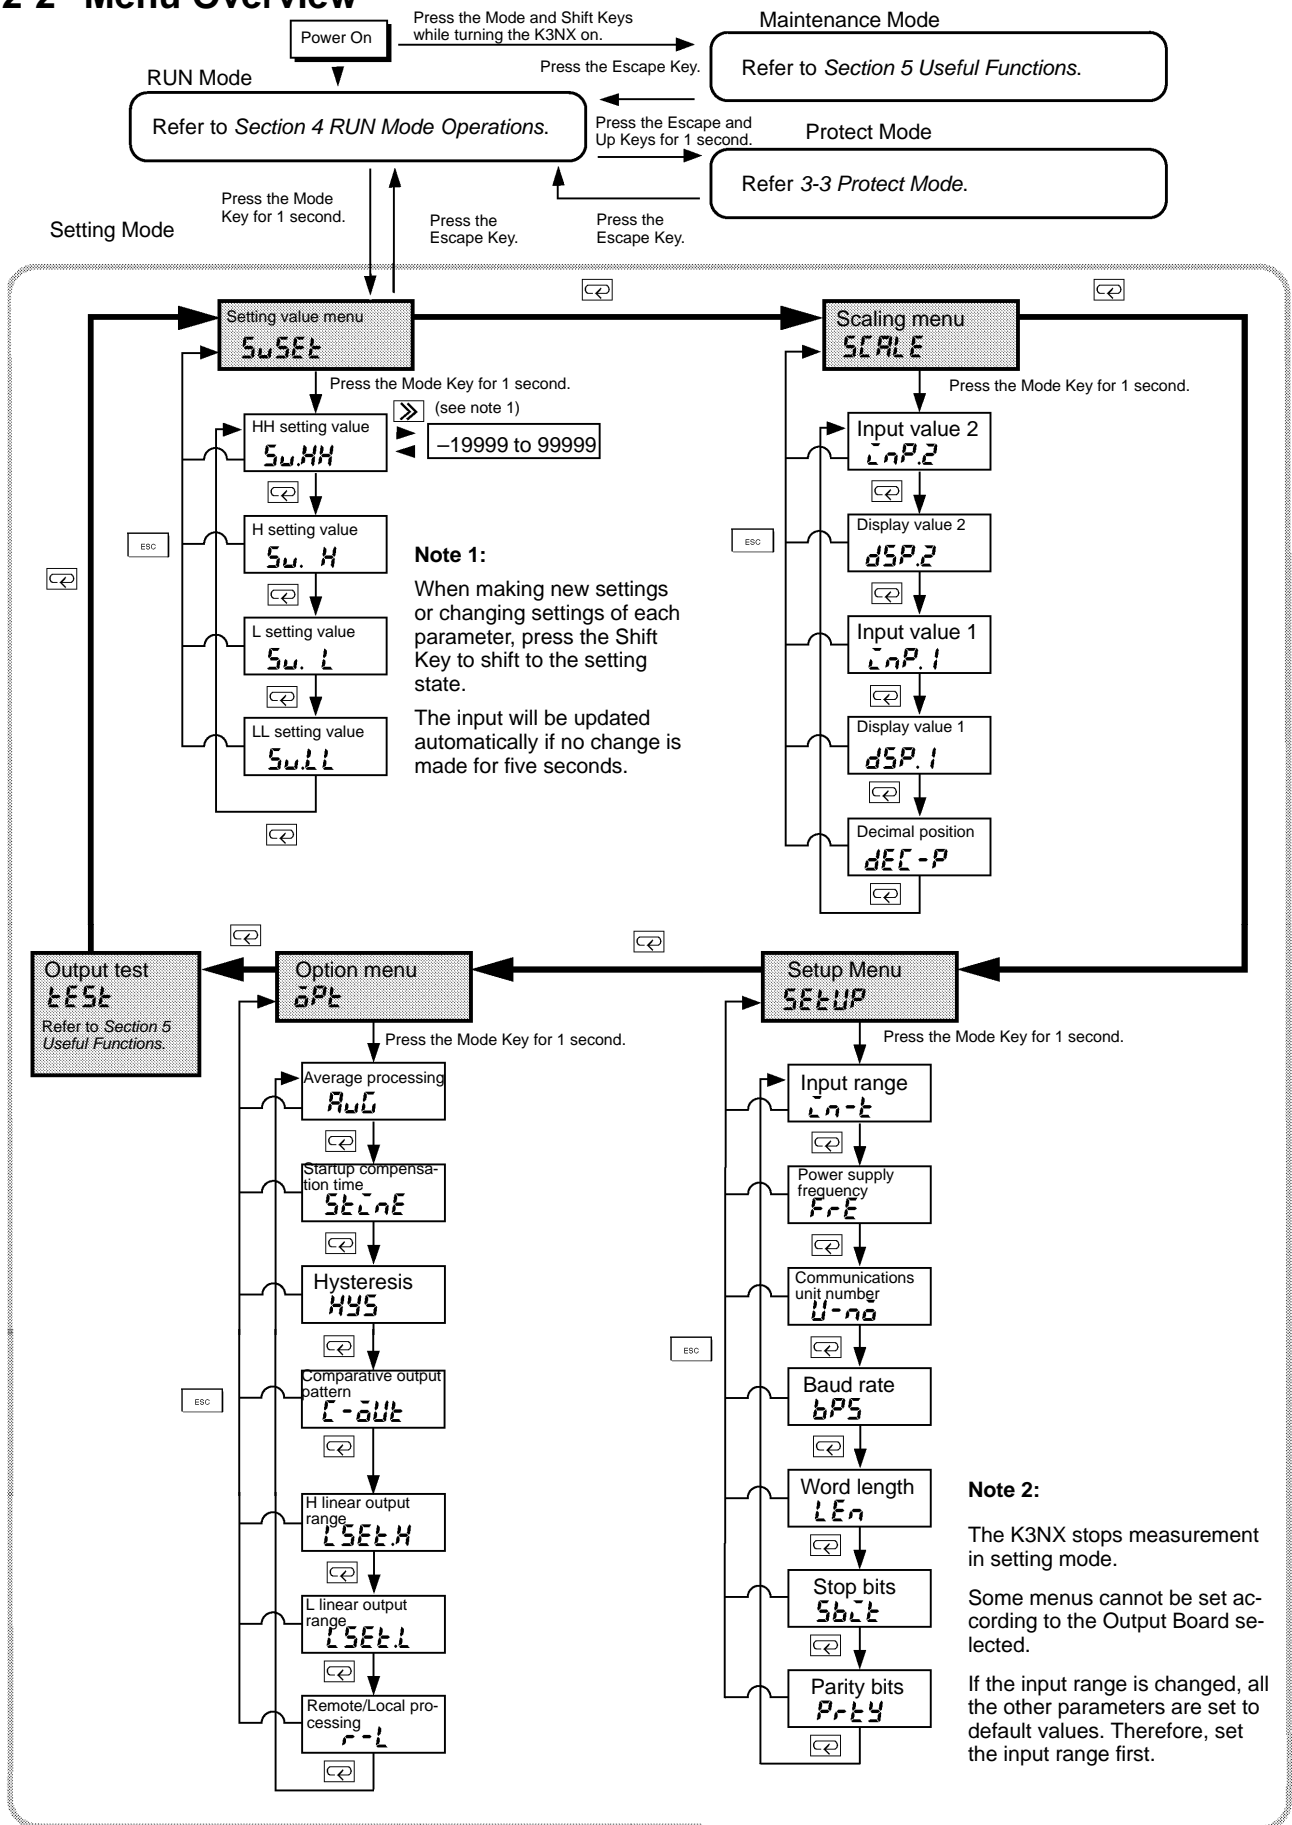 2-2 Menu Overview
Power On
Press the Mode and Shift Keys
while turning the K3NX on.
Maintenance Mode
Press the Escape Key.
Refer to Section 5 Useful Functions.
RUN Mode
Refer to Section 4 RUN Mode Operations.
Press the Escape and
Up Keys for 1 second.
Protect Mode
Refer 3-3 Protect Mode.
Press the Mode
Key for 1 second.
Press the
Escape Key.
Press the
Escape Key.
Setting Mode
Setting value menu
SuSEt
Press the Mode Key for 1 second.
(see note 1)
HH setting value
Su.HH
–19999 to 99999
H setting value
Su. H
L setting value
Su. L
LL setting value
Su.LL
ESC
Note 1:
When making new settings
or changing settings of each
parameter, press the Shift
Key to shift to the setting
state.
The input will be updated
automatically if no change is
made for five seconds.
Scaling menu
SCALE
Press the Mode Key for 1 second.
Input value 2
inP.2
Display value 2
dSP.2
Input value 1
inP.1
Display value 1
dSP.1
Decimal position
dEC-P
ESC
Output test
tESt
Refer to Section 5
Useful Functions.
Option menu
oPt
Press the Mode Key for 1 second.
Average processing
AuG
Startup compensa-
tion time
StinE
Hysteresis
HYS
Comparative output
pattern
C-oUt
H linear output
range
LSEt.H
L linear output
range
LSEt.L
Remote/Local pro-
cessing
r-L
ESC
Setup Menu
SEtUP
Press the Mode Key for 1 second.
Input range
in-t
Power supply
frequency
FrE
Communications
unit number
U-no
Baud rate
bPS
Word length
LEn
Stop bits
Sbit
Parity bits
PrtY
ESC
Note 2:
The K3NX stops measurement
in setting mode.
Some menus cannot be set ac-
cording to the Output Board se-
lected.
If the input range is changed, all
the other parameters are set to
default values. Therefore, set
the input range first.